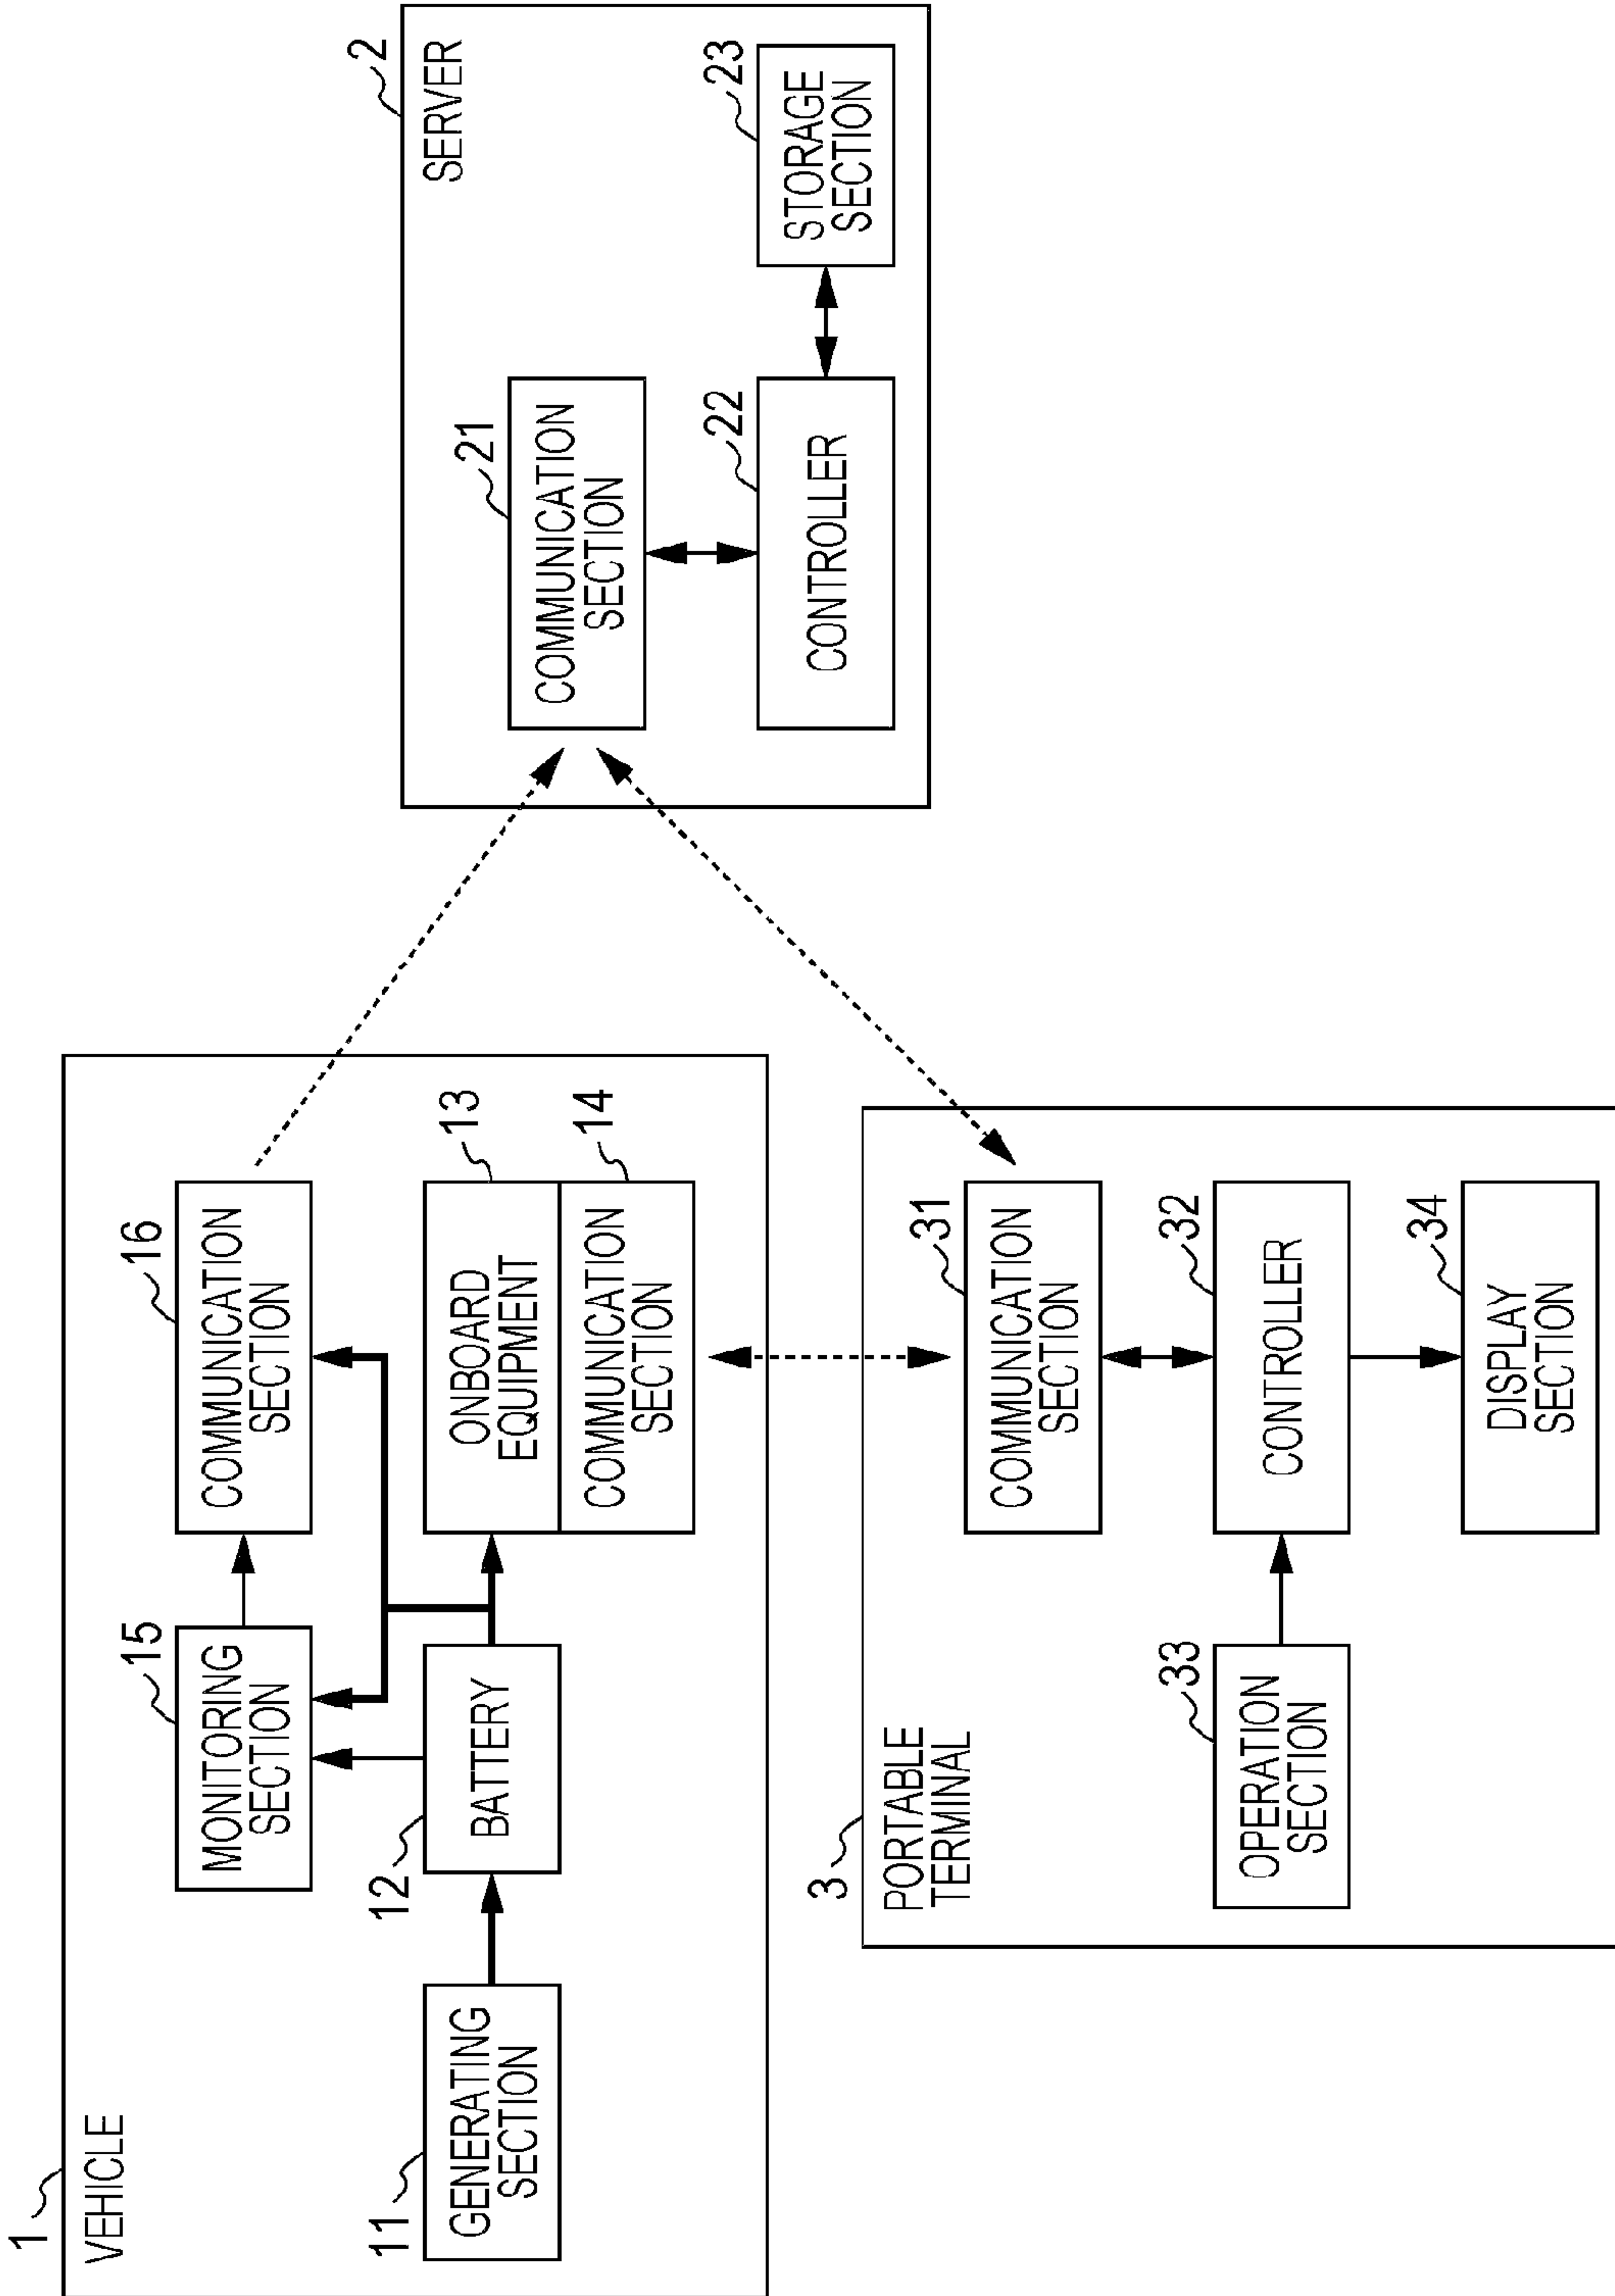 1
VEHICLE
11
GENERATING
SECTION
12
BATTERY
15
MONITORING
SECTION
16
COMMUNICATION
SECTION
13
ONBOARD
EQUIPMENT
14
COMMUNICATION
SECTION
2
SERVER
21
COMMUNICATION
SECTION
22
CONTROLLER
23
STORAGE
SECTION
3
PORTABLE
TERMINAL
31
COMMUNICATION
SECTION
32
CONTROLLER
33
OPERATION
SECTION
34
DISPLAY
SECTION